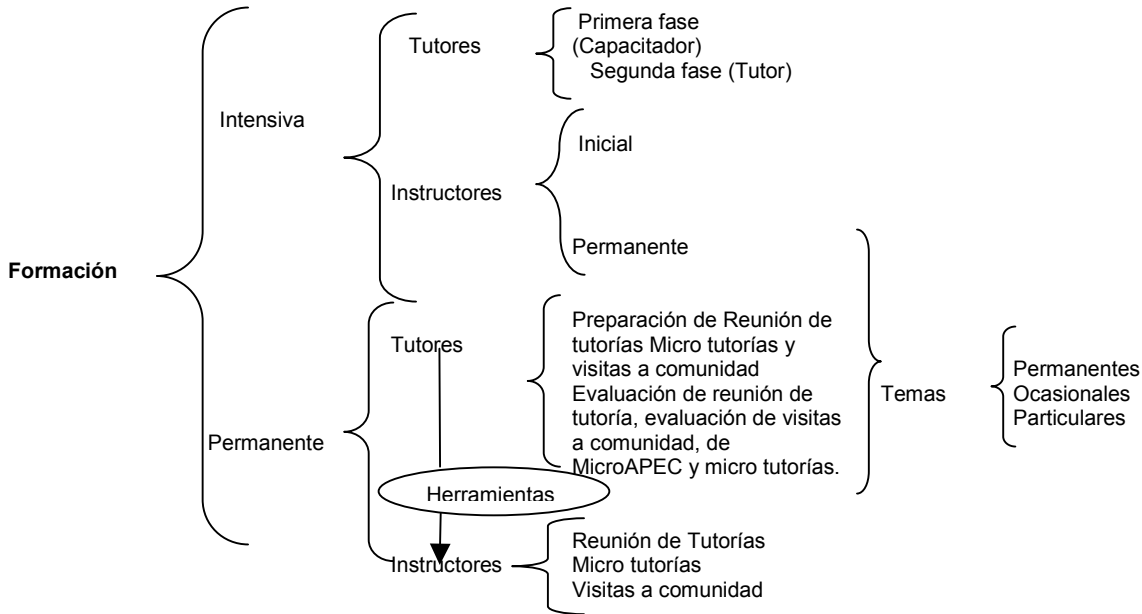 Formación
Intensiva
Tutores
Primera fase
(Capacitador)
Segunda fase (Tutor)
Instructores
Inicial
Permanente
Permanente
Tutores
Preparación de Reunión de
tutorías Micro tutorías y
visitas a comunidad
Evaluación de reunión de
tutoría, evaluación de visitas
a comunidad, de
MicroAPEC y micro tutorías.
Herramientas
Instructores
Reunión de Tutorías
Micro tutorías
Visitas a comunidad
Temas
Permanentes
Ocasionales
Particulares